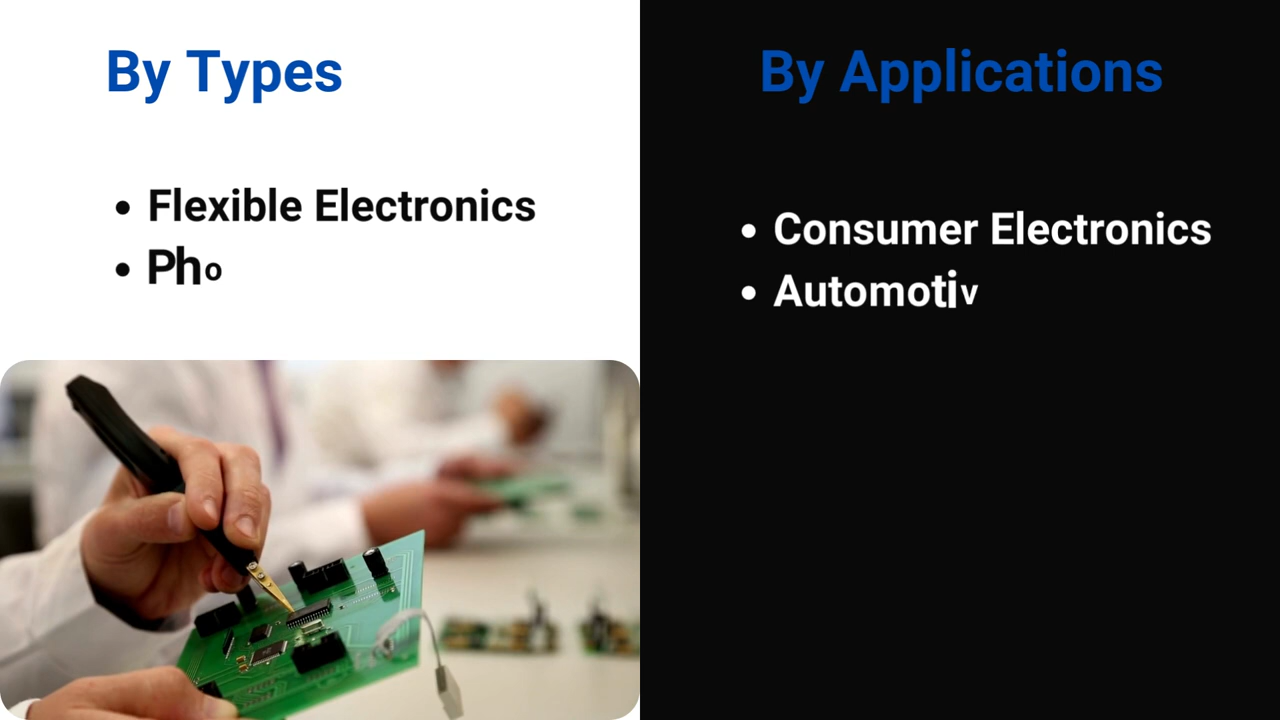 By Types
• Flexible Electronics
• Pho
By Applications
• Consumer Electronics
• Automotiv